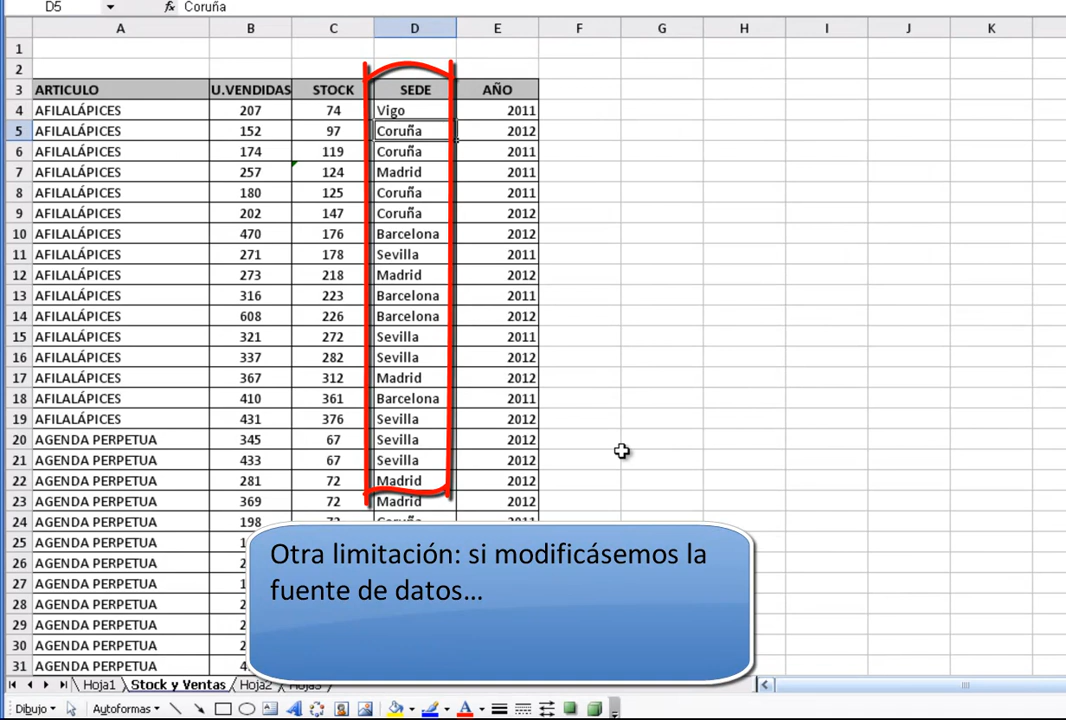 D5 fx Coruña
A B C D E F G H I J K
1
2
3 ARTICULO U.VENDIDAS STOCK SEDE AÑO
4 AFILALÁPICES 207 74 Vigo 2011
5 AFILALÁPICES 152 97 Coruña 2012
6 AFILALÁPICES 174 119 Coruña 2011
7 AFILALÁPICES 257 124 Madrid 2011
8 AFILALÁPICES 180 125 Coruña 2011
9 AFILALÁPICES 202 147 Coruña 2012
10 AFILALÁPICES 470 176 Barcelona 2012
11 AFILALÁPICES 271 178 Sevilla 2011
12 AFILALÁPICES 273 218 Madrid 2012
13 AFILALÁPICES 316 223 Barcelona 2011
14 AFILALÁPICES 608 226 Barcelona 2012
15 AFILALÁPICES 321 272 Sevilla 2011
16 AFILALÁPICES 337 282 Sevilla 2012
17 AFILALÁPICES 367 312 Madrid 2012
18 AFILALÁPICES 410 361 Barcelona 2011
19 AFILALÁPICES 431 376 Sevilla 2012
20 AGENDA PERPETUA 345 67 Sevilla 2012
21 AGENDA PERPETUA 433 67 Sevilla 2012
22 AGENDA PERPETUA 281 72 Madrid 2012
23 AGENDA PERPETUA 369 72 Madrid 2012
24 AGENDA PERPETUA 198 Coruña 2011
25 AGENDA PERPETUA
26 AGENDA PERPETUA
27 AGENDA PERPETUA
28 AGENDA PERPETUA
29 AGENDA PERPETUA
30 AGENDA PERPETUA
31 AGENDA PERPETUA
Otra limitación: si modificásemos la
fuente de datos...
Hoja1 Stock y Ventas Hoja2 Hoja3
Dibujo Autoformas